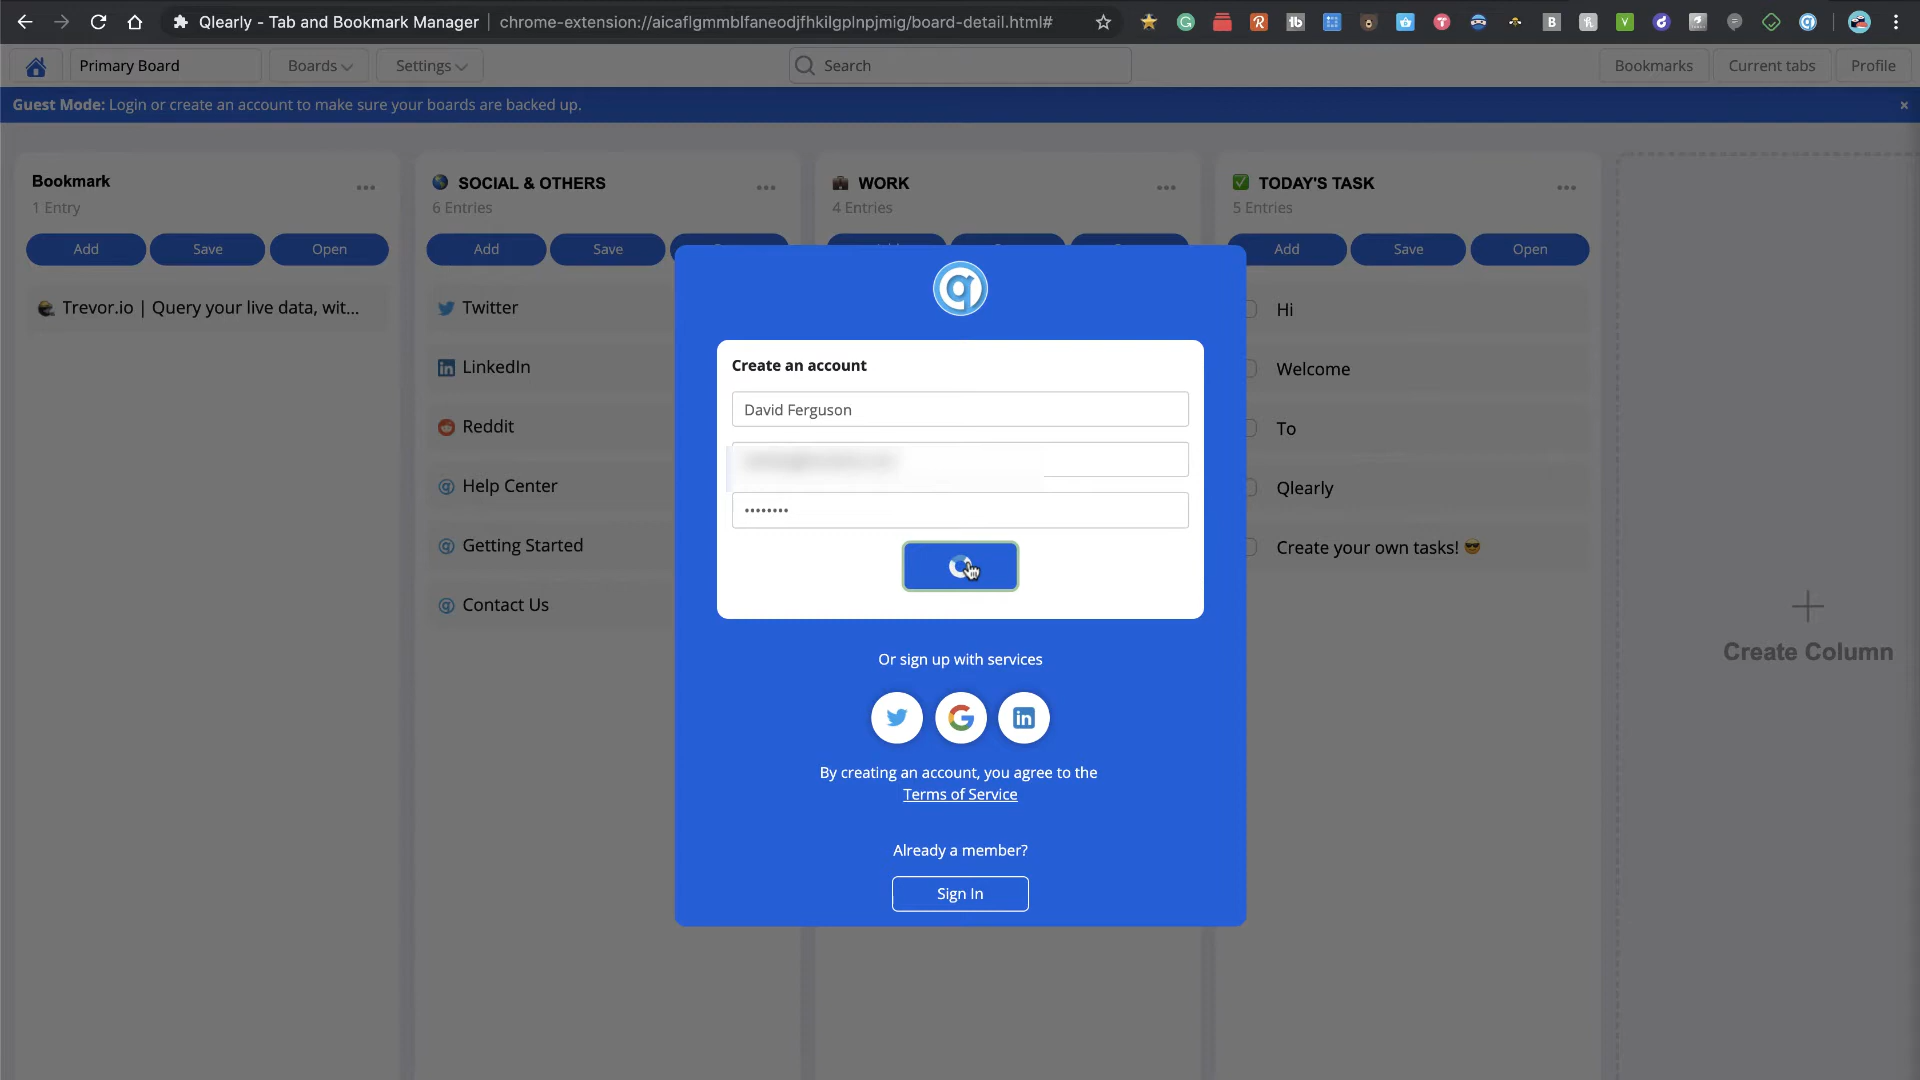 Qlearly - Tab and Bookmark Manager | chrome-extension://aicaflgmmblfaneodjfhkilgplnpjmig/board-detail.html#
Primary Board Boards Settings Search Bookmarks Current tabs Profile
Guest Mode: Login or create an account to make sure your boards are backed up. ×
Bookmark
1 Entry
Add Save Open
Trevor.io | Query your live data, wit...
SOCIAL & OTHERS
6 Entries
Add Save
Twitter
LinkedIn
Reddit
Help Center
Getting Started
Contact Us
WORK
4 Entries
TODAY'S TASK
5 Entries
Add Save Open
Hi
Welcome
To
Qlearly
Create your own tasks! 😎
Create Column
Create an account
David Ferguson
••••••••
Or sign up with services
By creating an account, you agree to the
Terms of Service
Already a member?
Sign In